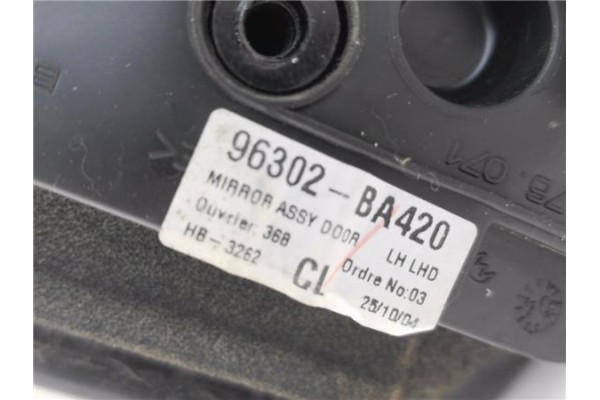 96302-BA420
MIRROR ASSY DOOR LH LHD
Ouvrier. 368 Ordre No:03
HB-3262 CL 25/10/04